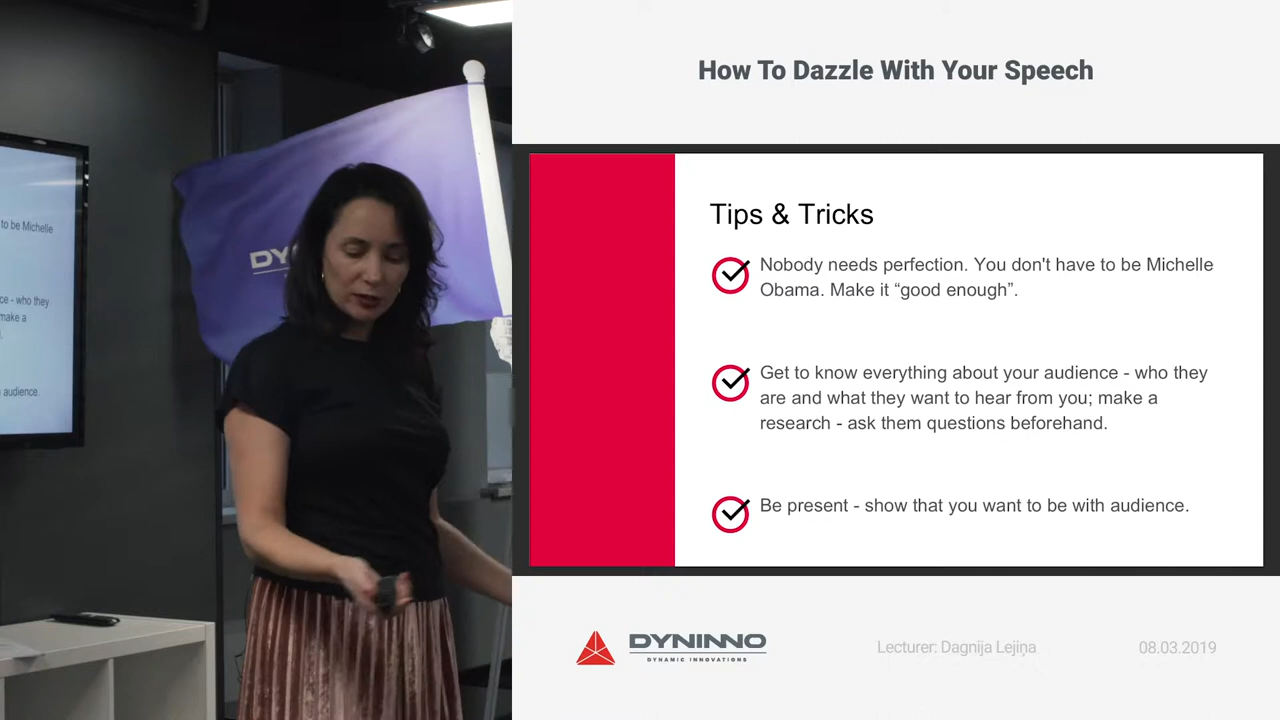 How To Dazzle With Your Speech
to be Michelle
ce - who they
make a
audience.
DY
Tips & Tricks
Nobody needs perfection. You don't have to be Michelle
Obama. Make it “good enough”.
Get to know everything about your audience - who they
are and what they want to hear from you; make a
research - ask them questions beforehand.
Be present - show that you want to be with audience.
DYNINNO
DYNAMIC INNOVATIONS
Lecturer: Dagnija Lejiņa
08.03.2019